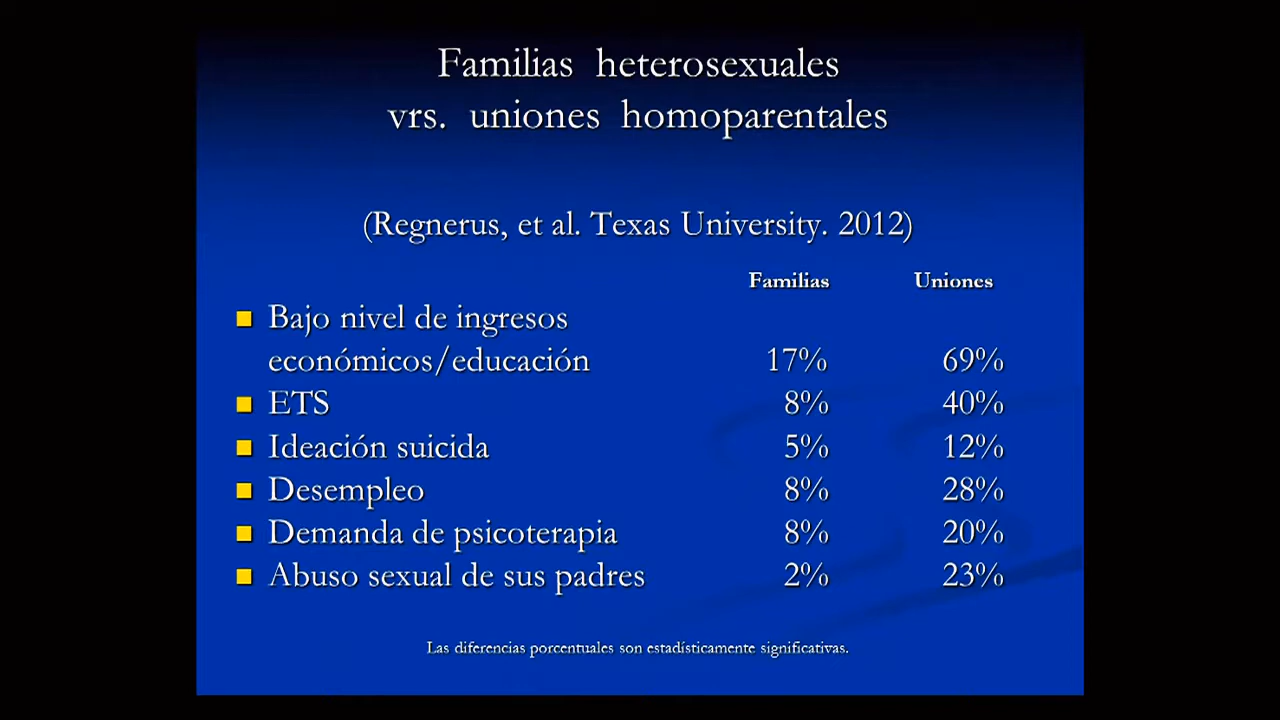 Familias heterosexuales
vrs. uniones homoparentales
(Regnerus, et al. Texas University. 2012)
Familias Uniones
Bajo nivel de ingresos
económicos/educación 17% 69%
ETS 8% 40%
Ideación suicida 5% 12%
Desempleo 8% 28%
Demanda de psicoterapia 8% 20%
Abuso sexual de sus padres 2% 23%
Las diferencias porcentuales son estadísticamente significativas.